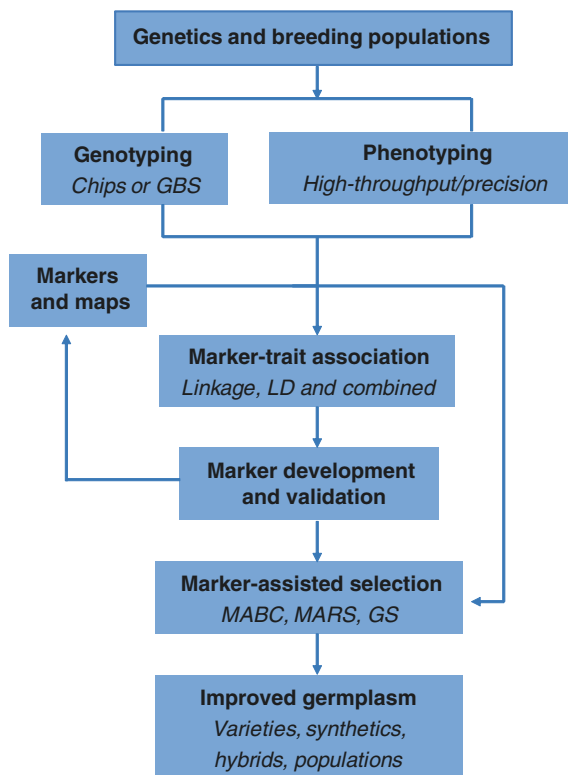 Genetics and breeding populations
Genotyping
Chips or GBS
Phenotyping
High-throughput/precision
Markers
and maps
Marker-trait association
Linkage, LD and combined
Marker development
and validation
Marker-assisted selection
MABC, MARS, GS
Improved germplasm
Varieties, synthetics,
hybrids, populations